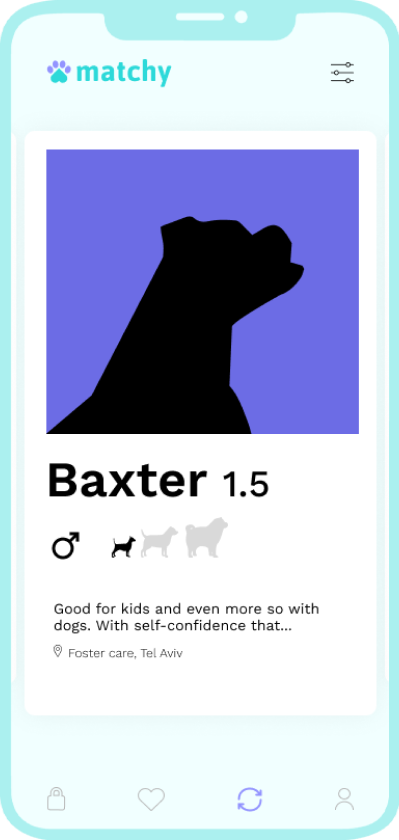 matchy
Baxter 1.5
Good for kids and even more so with
dogs. With self-confidence that...
Foster care, Tel Aviv